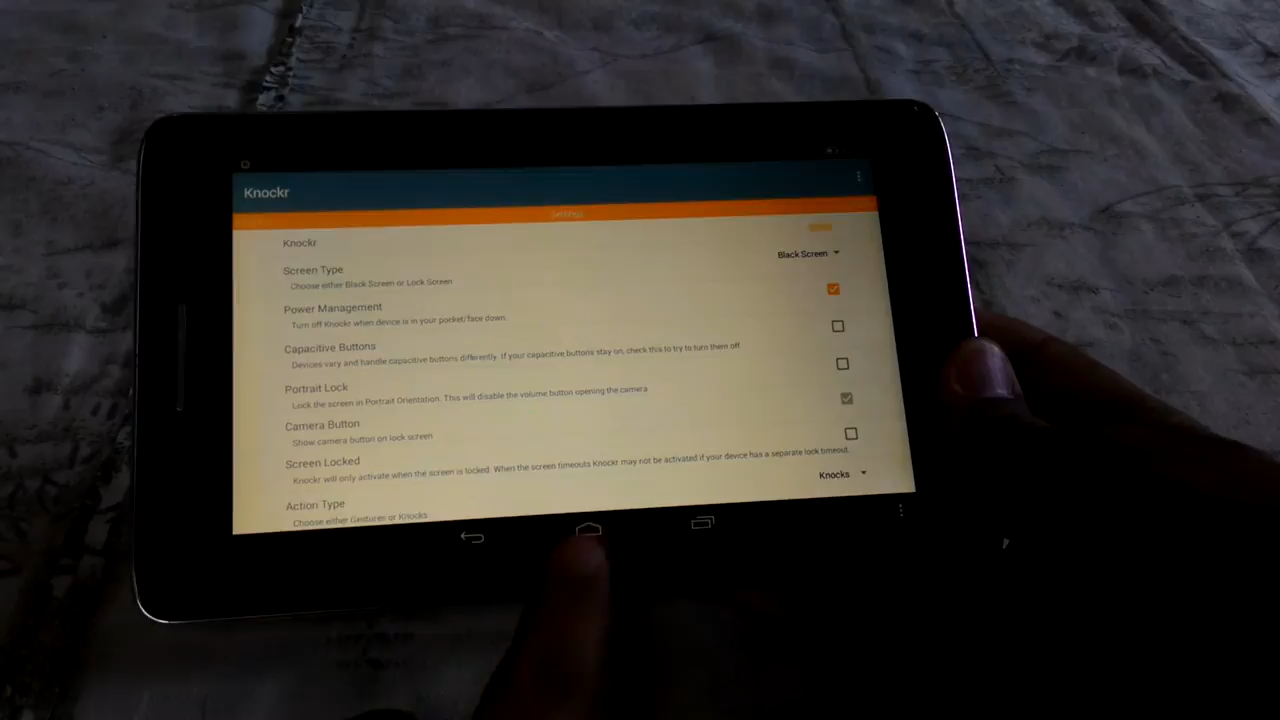 Knockr
Settings
Knockr
Screen Type
Black Screen
Choose either Black Screen or Lock Screen
Power Management
Turn off Knockr when device is in your pocket/face down.
Capacitive Buttons
Devices vary and handle capacitive buttons differently. If your capacitive buttons stay on, check this to try to turn them off.
Portrait Lock
Lock the screen in Portrait Orientation. This will disable the volume button opening the camera
Camera Button
Show camera button on lock screen
Screen Locked
Knockr will only activate when the screen is locked. When the screen timeouts Knockr may not be activated if your device has a separate lock timeout.
Action Type
Knocks
Choose either Gestures or Knocks